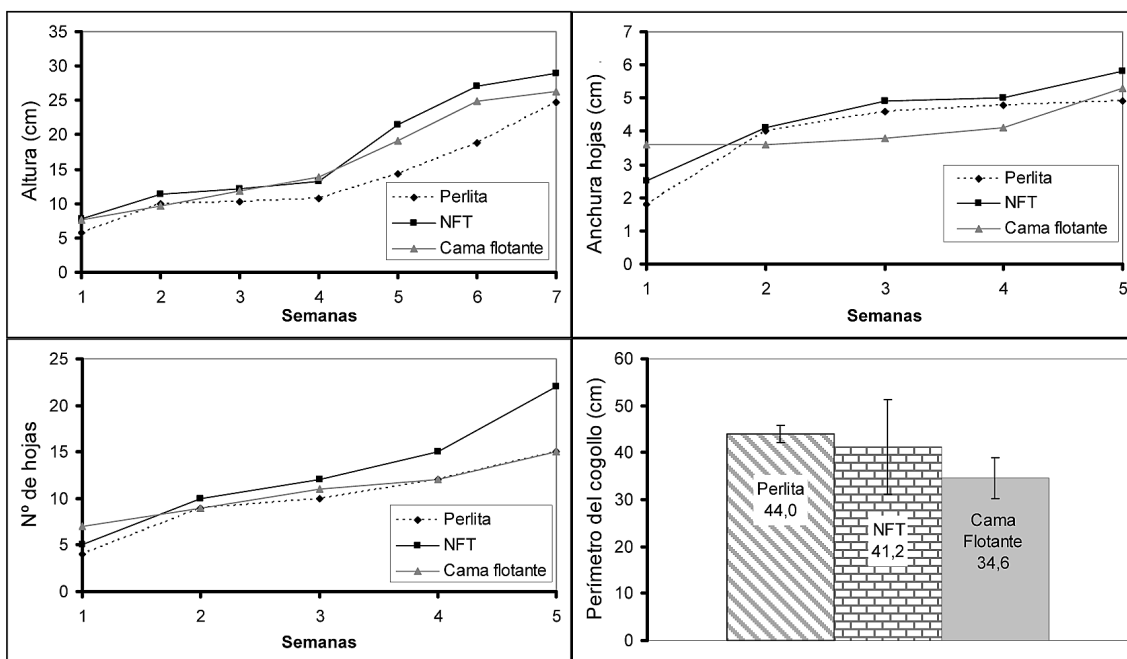 Altura (cm)
35
30
25
20
15
10
5
0
1 2 3 4 5 6 7
Semanas
Perlita
NFT
Cama flotante
Anchura hojas (cm)
7
6
5
4
3
2
1
0
1 2 3 4 5
Semanas
Perlita
NFT
Cama flotante
Nº de hojas
25
20
15
10
5
0
1 2 3 4 5
Semanas
Perlita
NFT
Cama flotante
Perímetro del cogollo (cm)
60
50
40
30
20
10
0
Perlita
44,0
NFT
41,2
Cama
Flotante
34,6